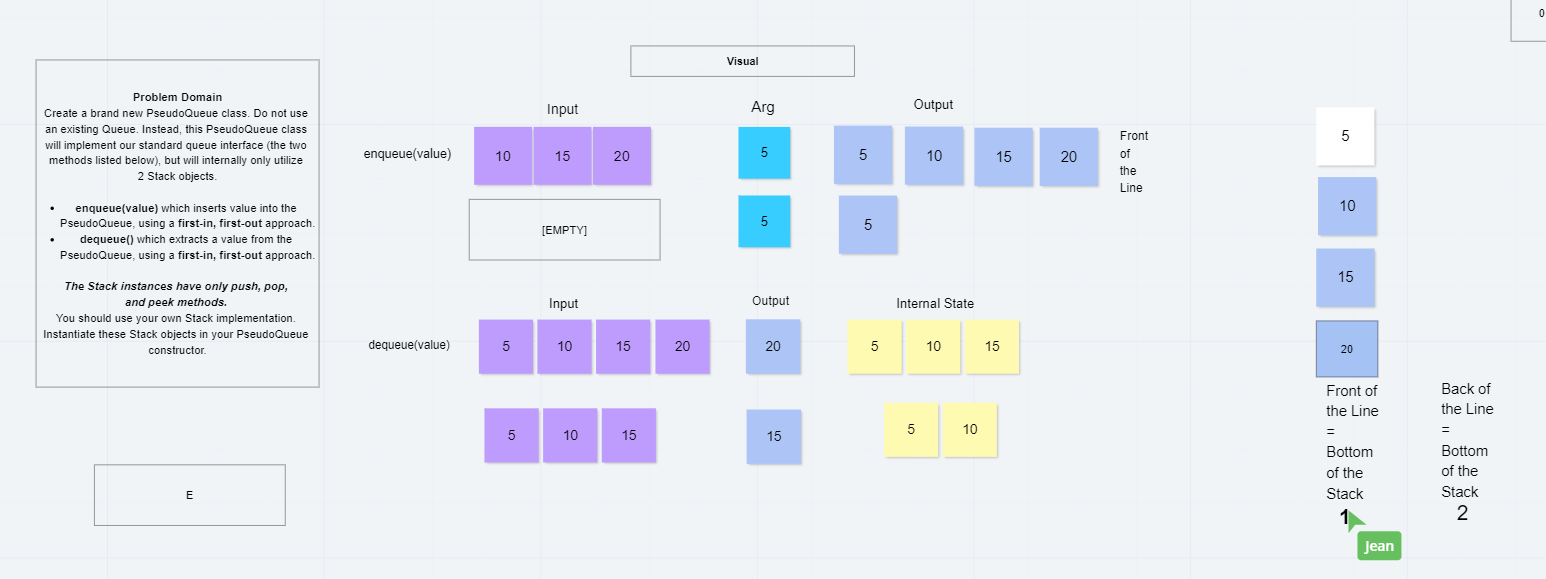 0
Visual
Problem Domain
Create a brand new PseudoQueue class. Do not use
an existing Queue. Instead, this PseudoQueue class
will implement our standard queue interface (the two
methods listed below), but will internally only utilize
2 Stack objects.
• enqueue(value) which inserts value into the
PseudoQueue, using a first-in, first-out approach.
• dequeue() which extracts a value from the
PseudoQueue, using a first-in, first-out approach.
The Stack instances have only push, pop,
and peek methods.
You should use your own Stack implementation.
Instantiate these Stack objects in your PseudoQueue
constructor.
E
Input Arg Output
enqueue(value) 10 15 20 5 5 10 15 20
Front
of
the
Line
[EMPTY] 5 5
Input Output Internal State
dequeue(value) 5 10 15 20 20 5 10 15
5 10 15 15 5 10
5
10
15
20
Front of
the Line
=
Bottom
of the
Stack
1
Back of
the Line
=
Bottom
of the
Stack
2
Jean